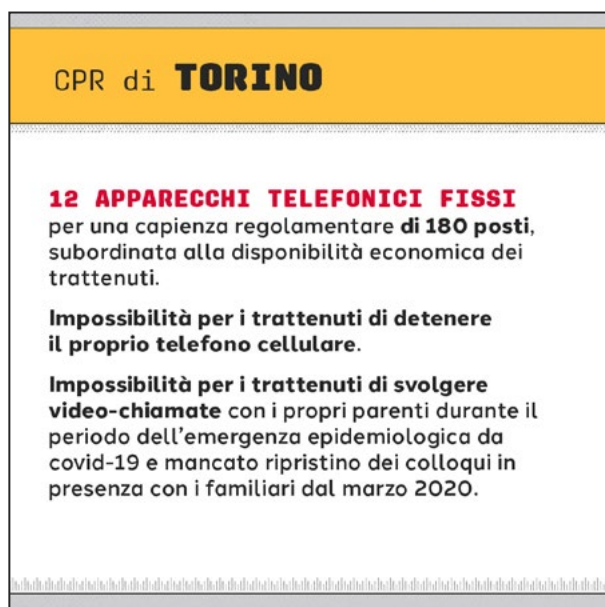 CPR di TORINO
12 APPARECCHI TELEFONICI FISSI
per una capienza regolamentare di 180 posti,
subordinata alla disponibilità economica dei
trattenuti.
Impossibilità per i trattenuti di detenere
il proprio telefono cellulare.
Impossibilità per i trattenuti di svolgere
video-chiamate con i propri parenti durante il
periodo dell'emergenza epidemiologica da
covid-19 e mancato ripristino dei colloqui in
presenza con i familiari dal marzo 2020.